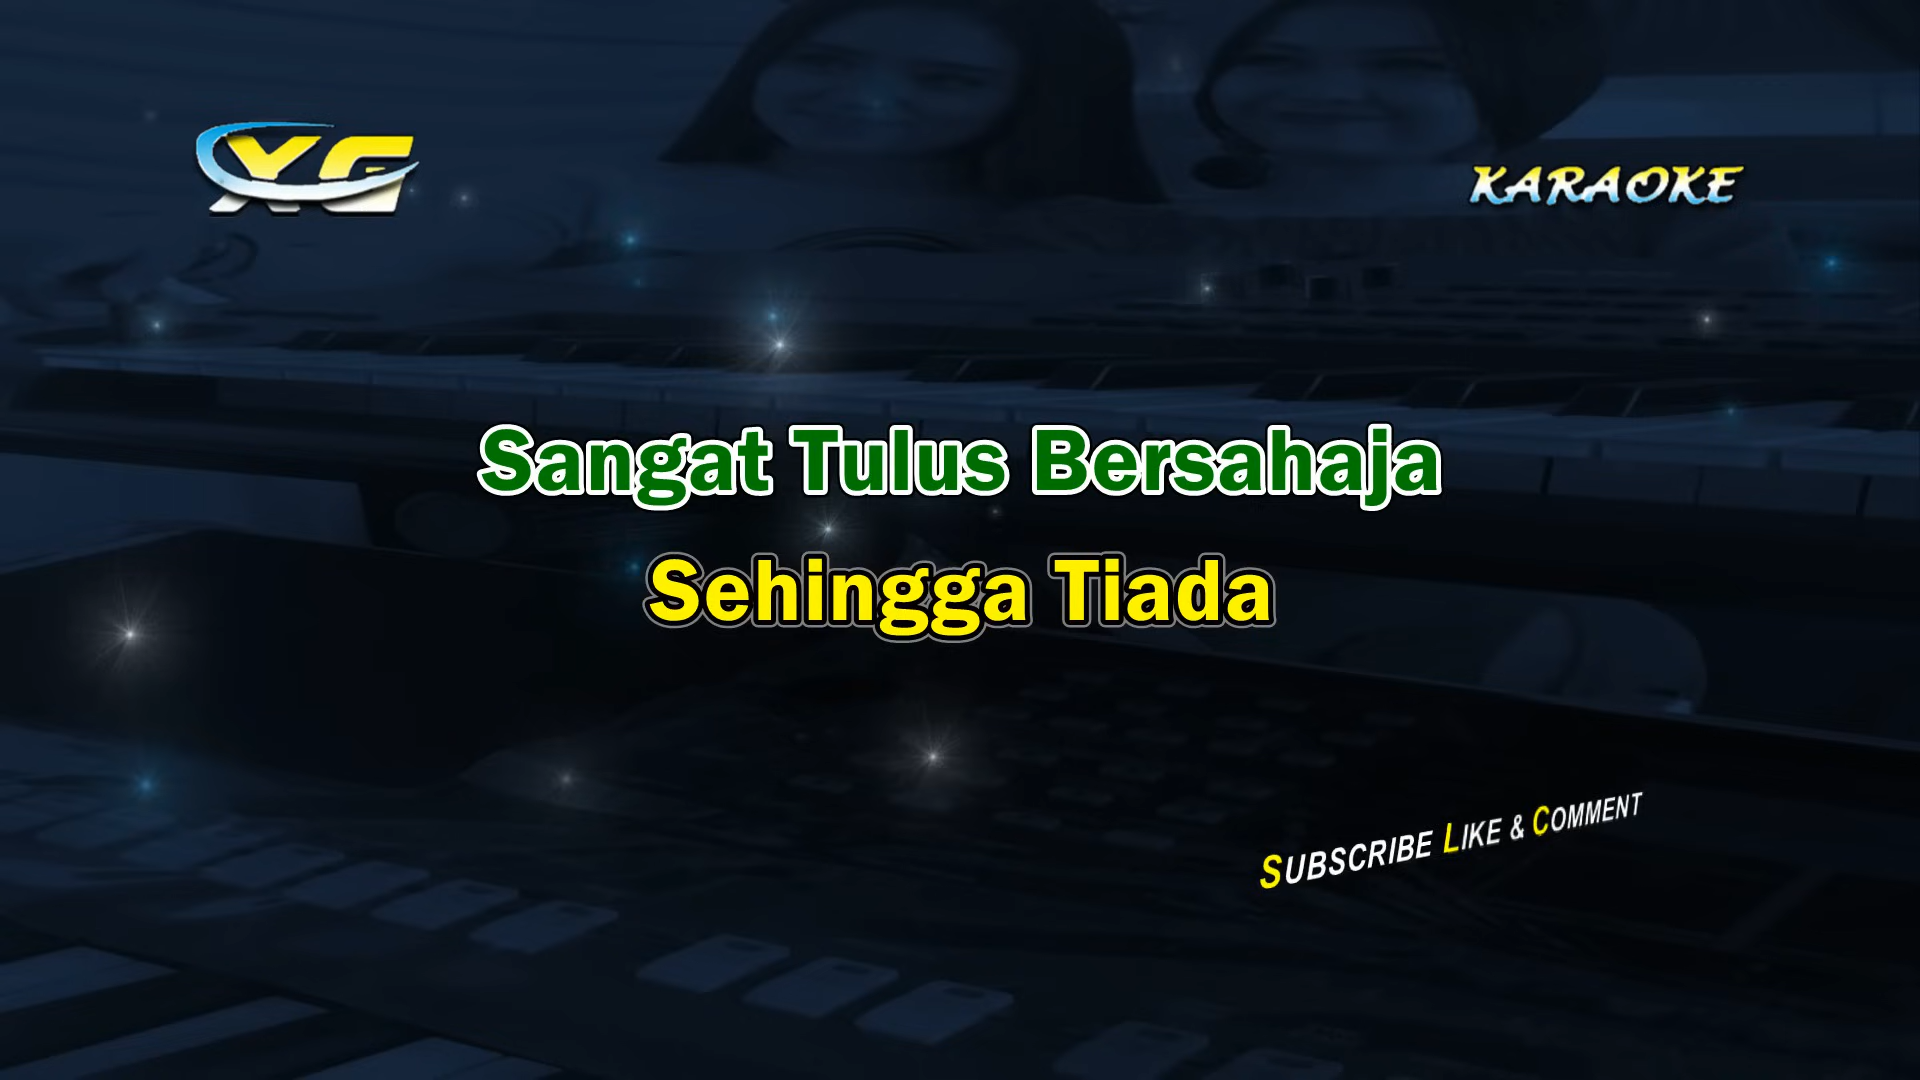 XG
KARAOKE
Sangat Tulus Bersahaja
Sehingga Tiada
SUBSCRIBE LIKE & COMMENT